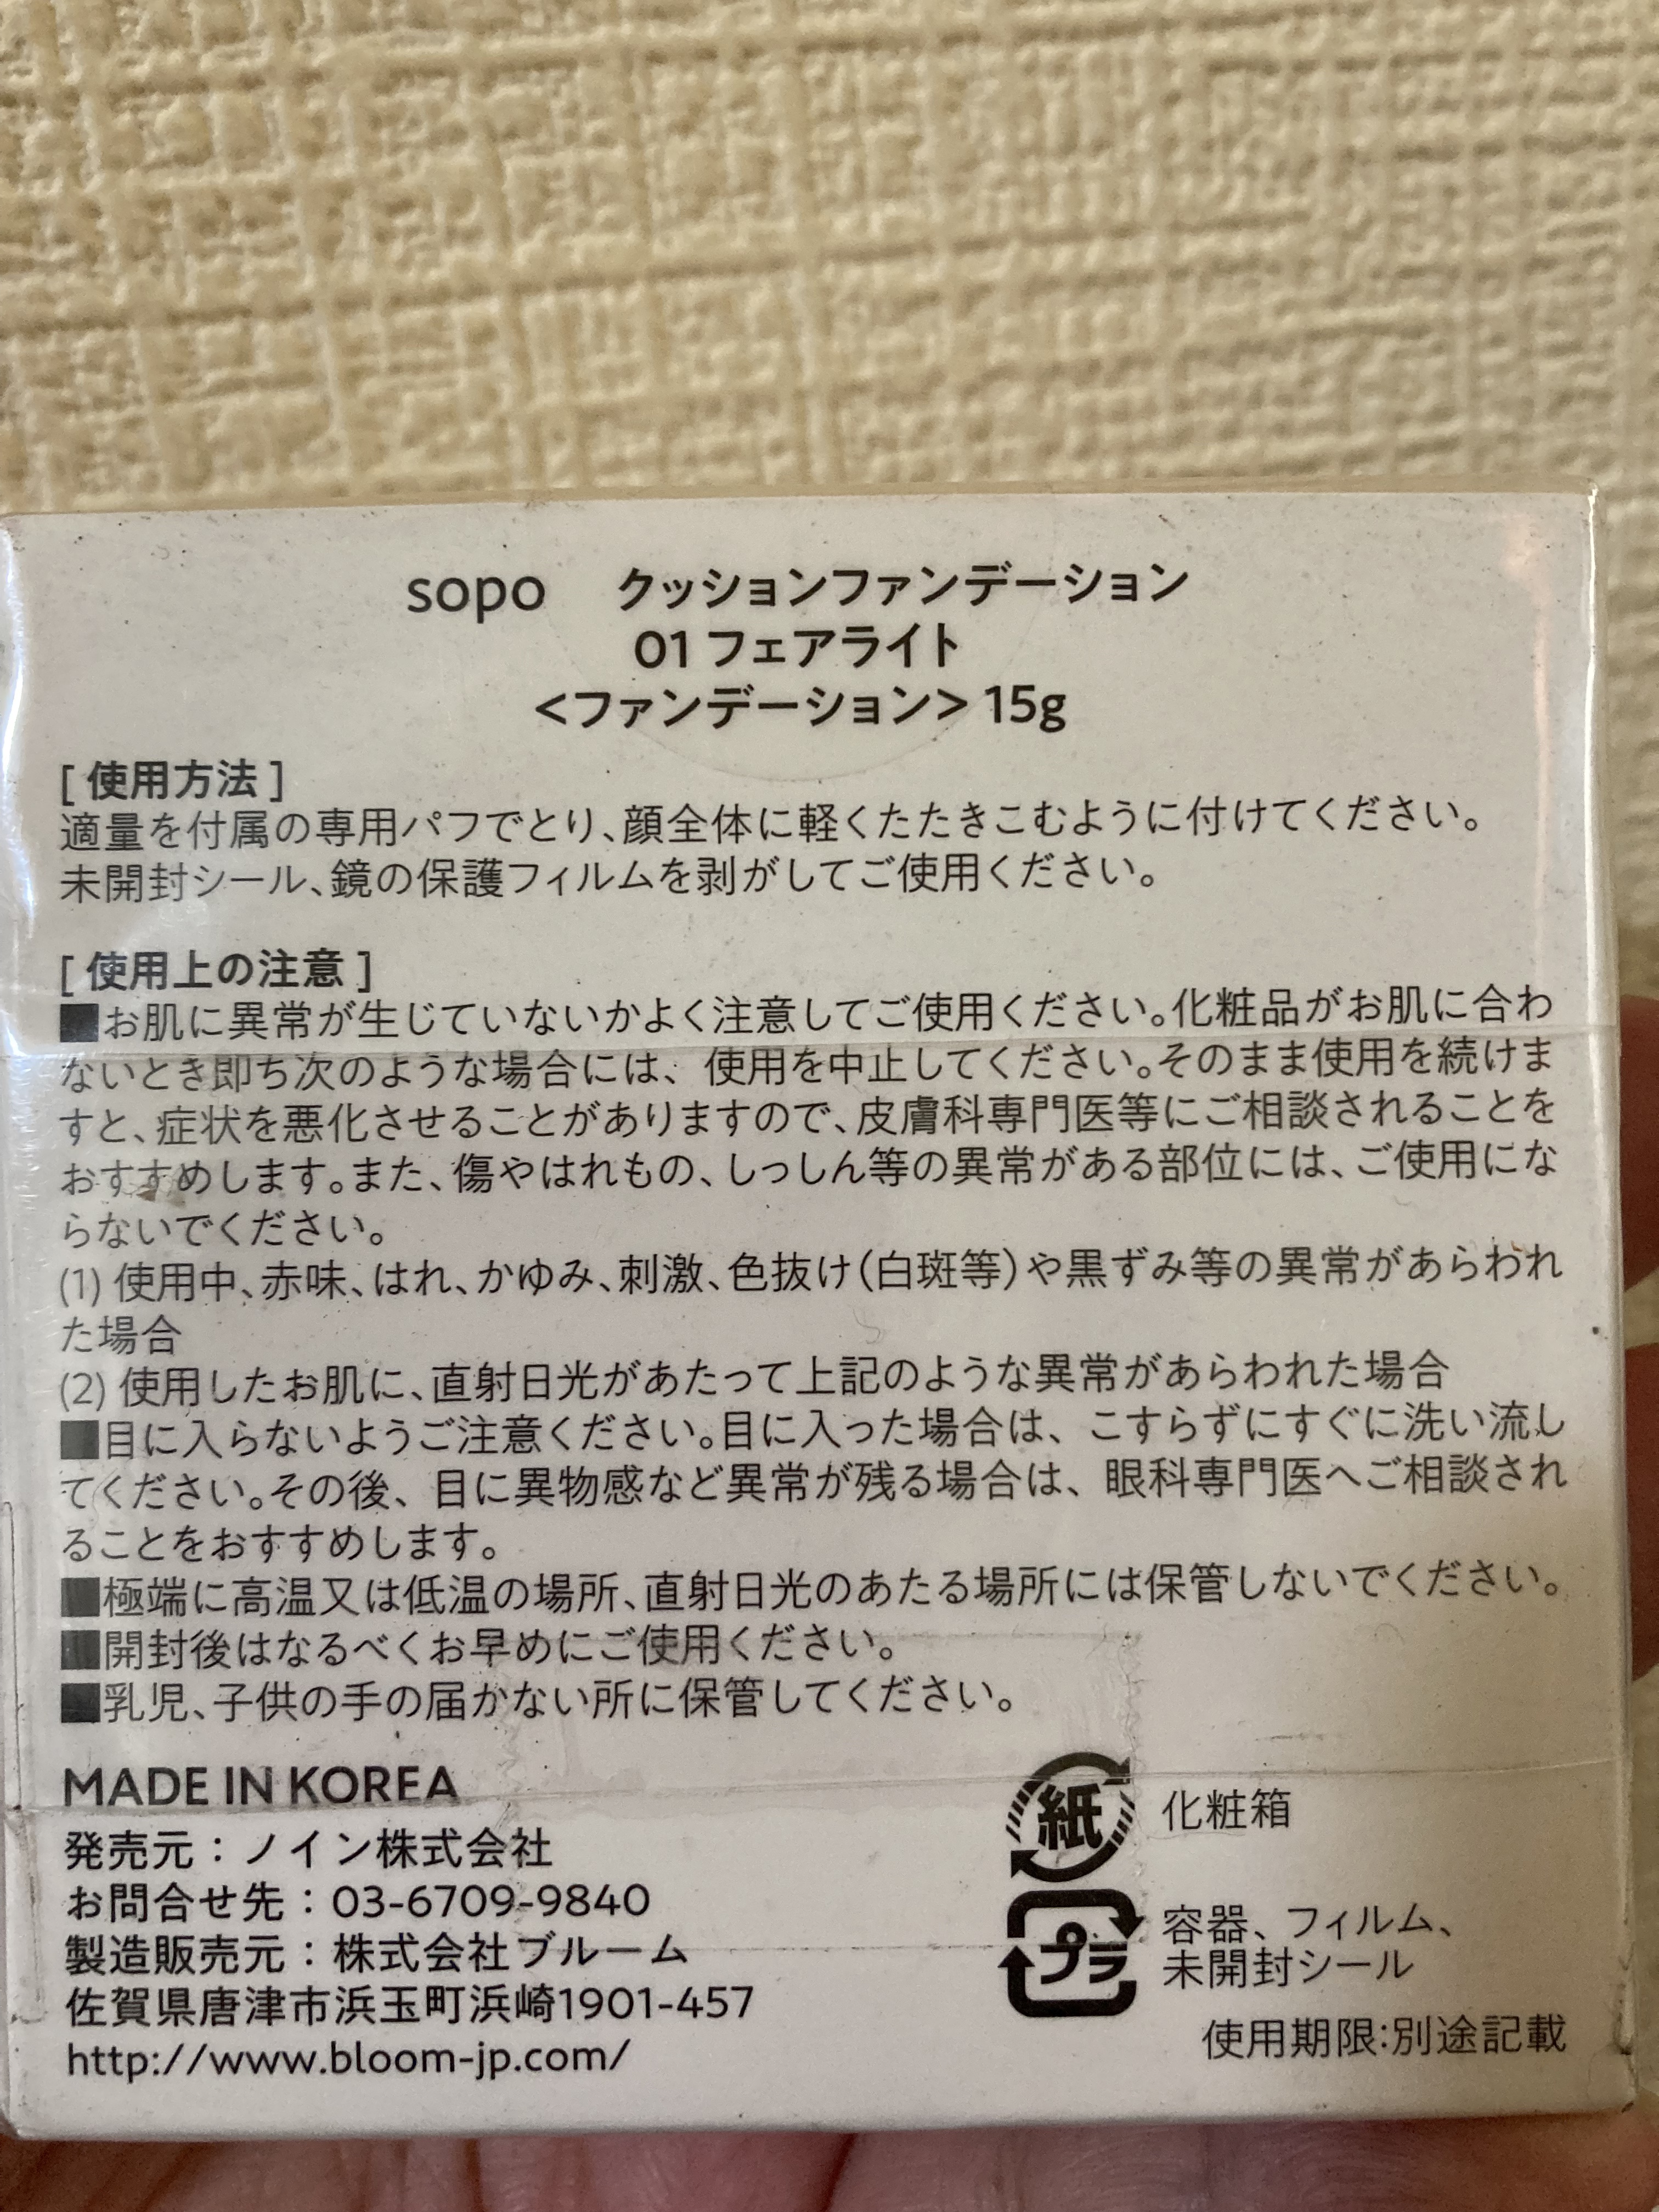 sopo クッションファンデーション
01 フェアライト
<ファンデーション> 15g
[ 使用方法 ]
適量を付属の専用パフでとり、顔全体に軽くたたきこむように付けてください。
未開封シール、鏡の保護フィルムを剥がしてご使用ください。
[ 使用上の注意 ]
■お肌に異常が生じていないかよく注意してご使用ください。化粧品がお肌に合わ
ないとき即ち次のような場合には、使用を中止してください。そのまま使用を続けま
すと、症状を悪化させることがありますので、皮膚科専門医等にご相談されることを
おすすめします。また、傷やはれもの、しっしん等の異常がある部位には、ご使用にな
らないでください。
(1) 使用中、赤味、はれ、かゆみ、刺激、色抜け(白斑等)や黒ずみ等の異常があらわれ
た場合
(2) 使用したお肌に、直射日光があたって上記のような異常があらわれた場合
■目に入らないようご注意ください。目に入った場合は、こすらずにすぐに洗い流し
てください。その後、目に異物感など異常が残る場合は、眼科専門医へご相談され
ることをおすすめします。
■極端に高温又は低温の場所、直射日光のあたる場所には保管しないでください。
■開封後はなるべくお早めにご使用ください。
■乳児、子供の手の届かない所に保管してください。
MADE IN KOREA
発売元：ノイン株式会社
お問合せ先：03-6709-9840
製造販売元：株式会社ブルーム
佐賀県唐津市浜玉町浜崎1901-457
http://www.bloom-jp.com/
紙 化粧箱
プラ 容器、フィルム、
未開封シール
使用期限:別途記載